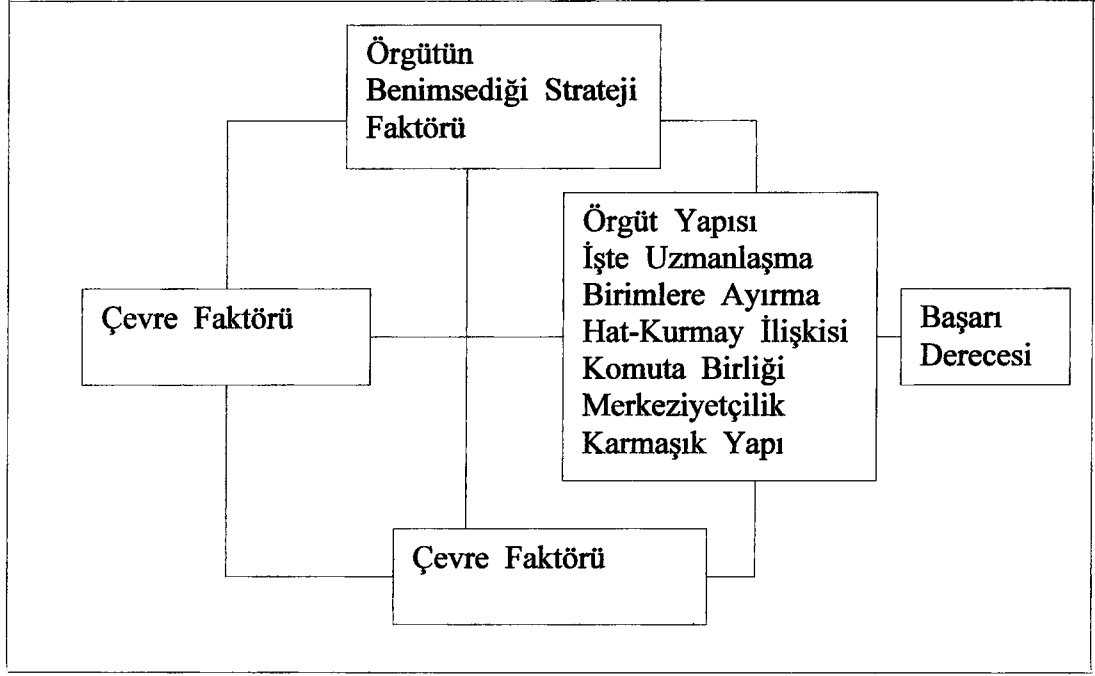 Örgütün
Benimsediği Strateji
Faktörü
Örgüt Yapısı
İşte Uzmanlaşma
Birimlere Ayırma
Hat-Kurmay İlişkisi
Komuta Birliği
Merkeziyetçilik
Karmaşık Yapı
Çevre Faktörü
Başarı
Derecesi
Çevre Faktörü